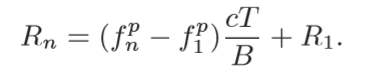 $R_n = (f_n^p - f_1^p)\frac{cT}{B} + R_1.$